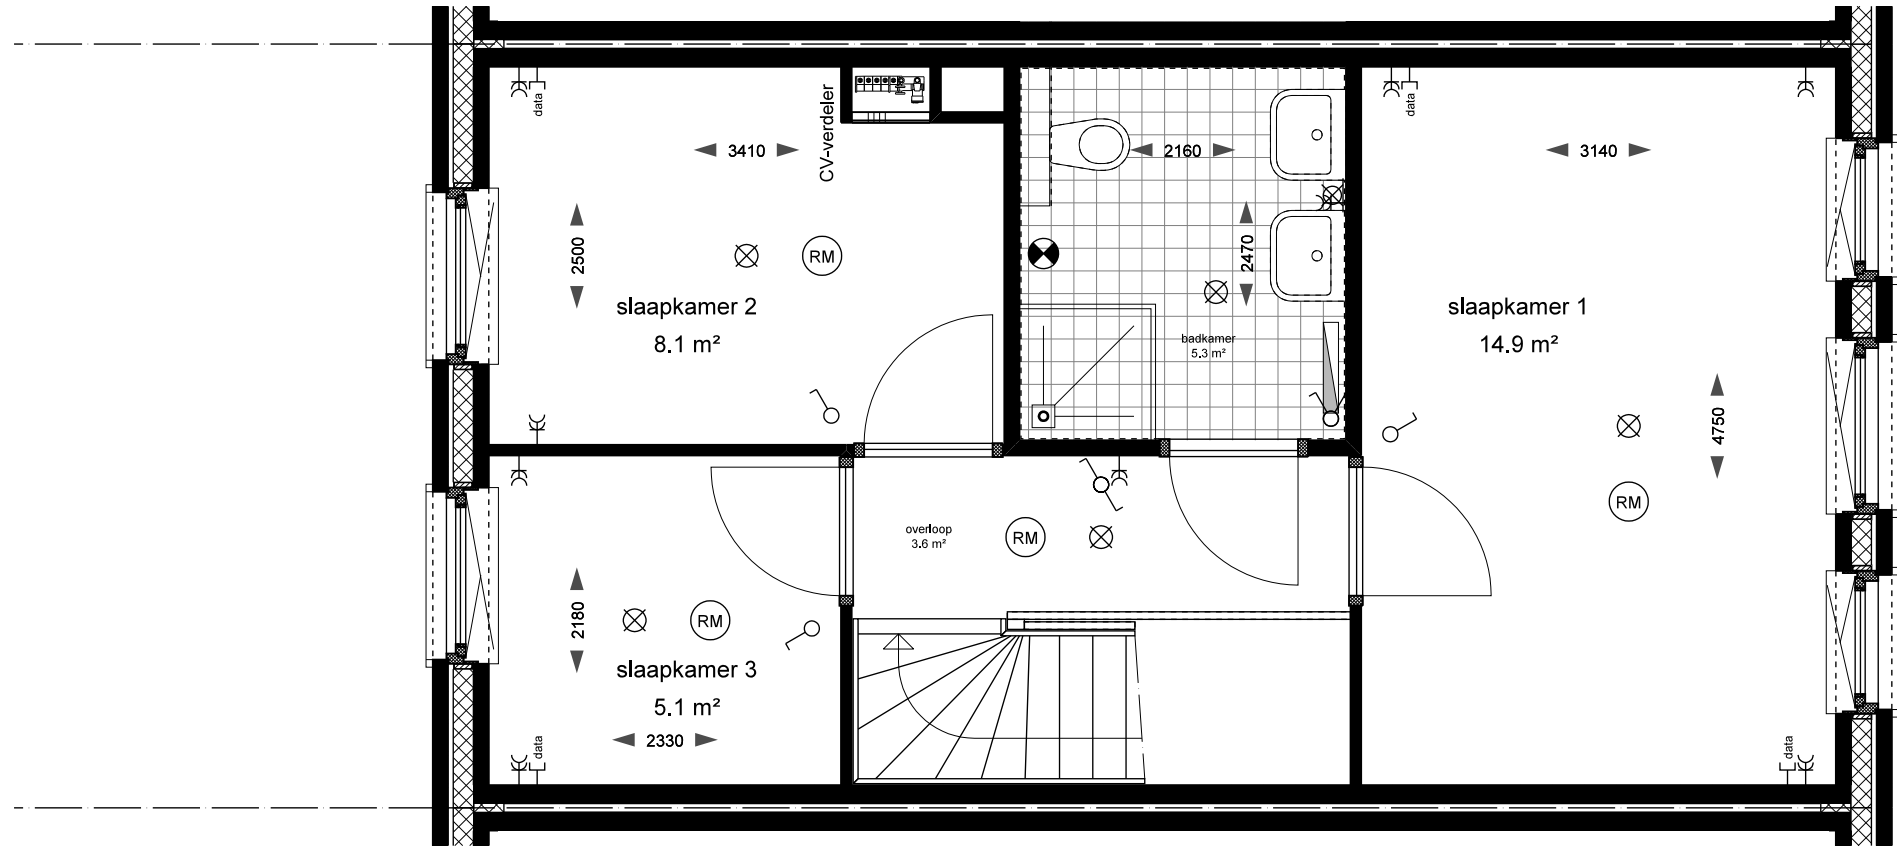 data
CV-verdeler
data
3410
2160
3140
2500
RM
2470
slaapkamer 2
8.1 m²
badkamer
5.3 m²
slaapkamer 1
14.9 m²
4750
RM
overloop
3.6 m²
RM
2180
RM
slaapkamer 3
5.1 m²
2330
data
data